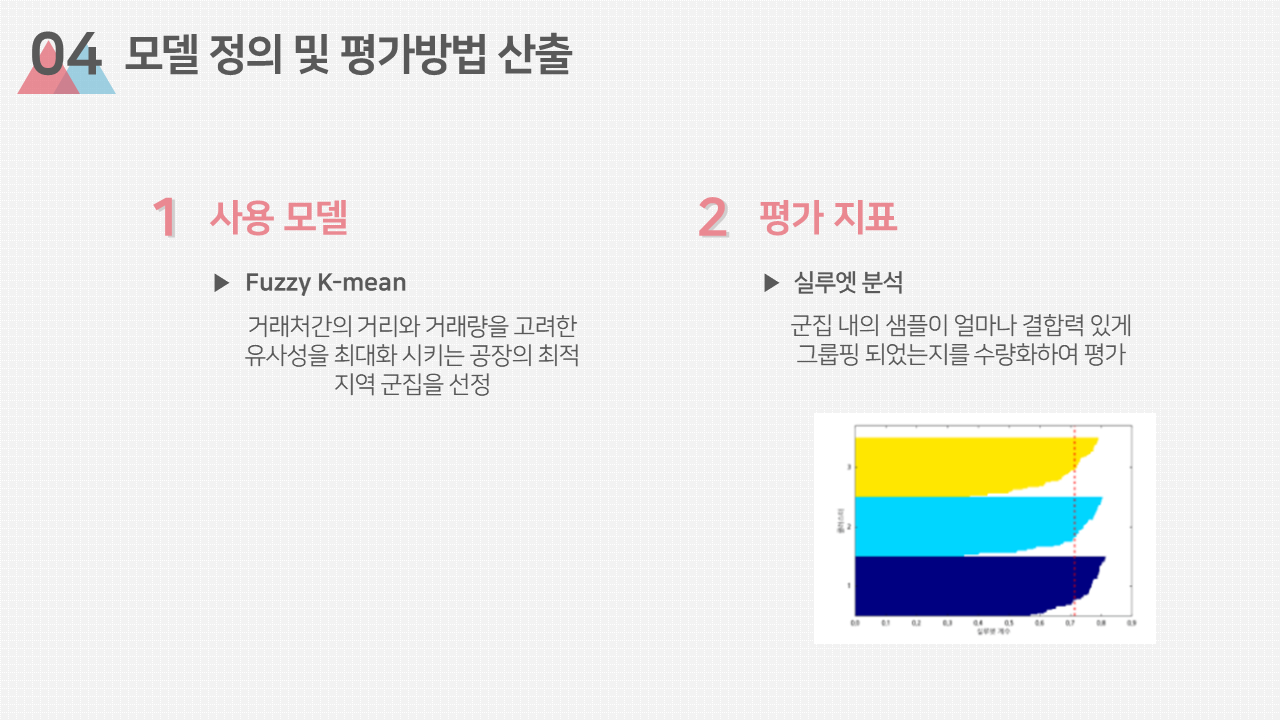 04 모델 정의 및 평가방법 산출
1 사용 모델
▶ Fuzzy K-mean
거래처간의 거리와 거래량을 고려한
유사성을 최대화 시키는 공장의 최적
지역 군집을 선정
2 평가 지표
▶ 실루엣 분석
군집 내의 샘플이 얼마나 결합력 있게
그룹핑 되었는지를 수량화하여 평가
3
클러스터
2
1
0.0 0.1 0.2 0.3 0.4 0.5 0.6 0.7 0.8 0.9
실루엣 계수